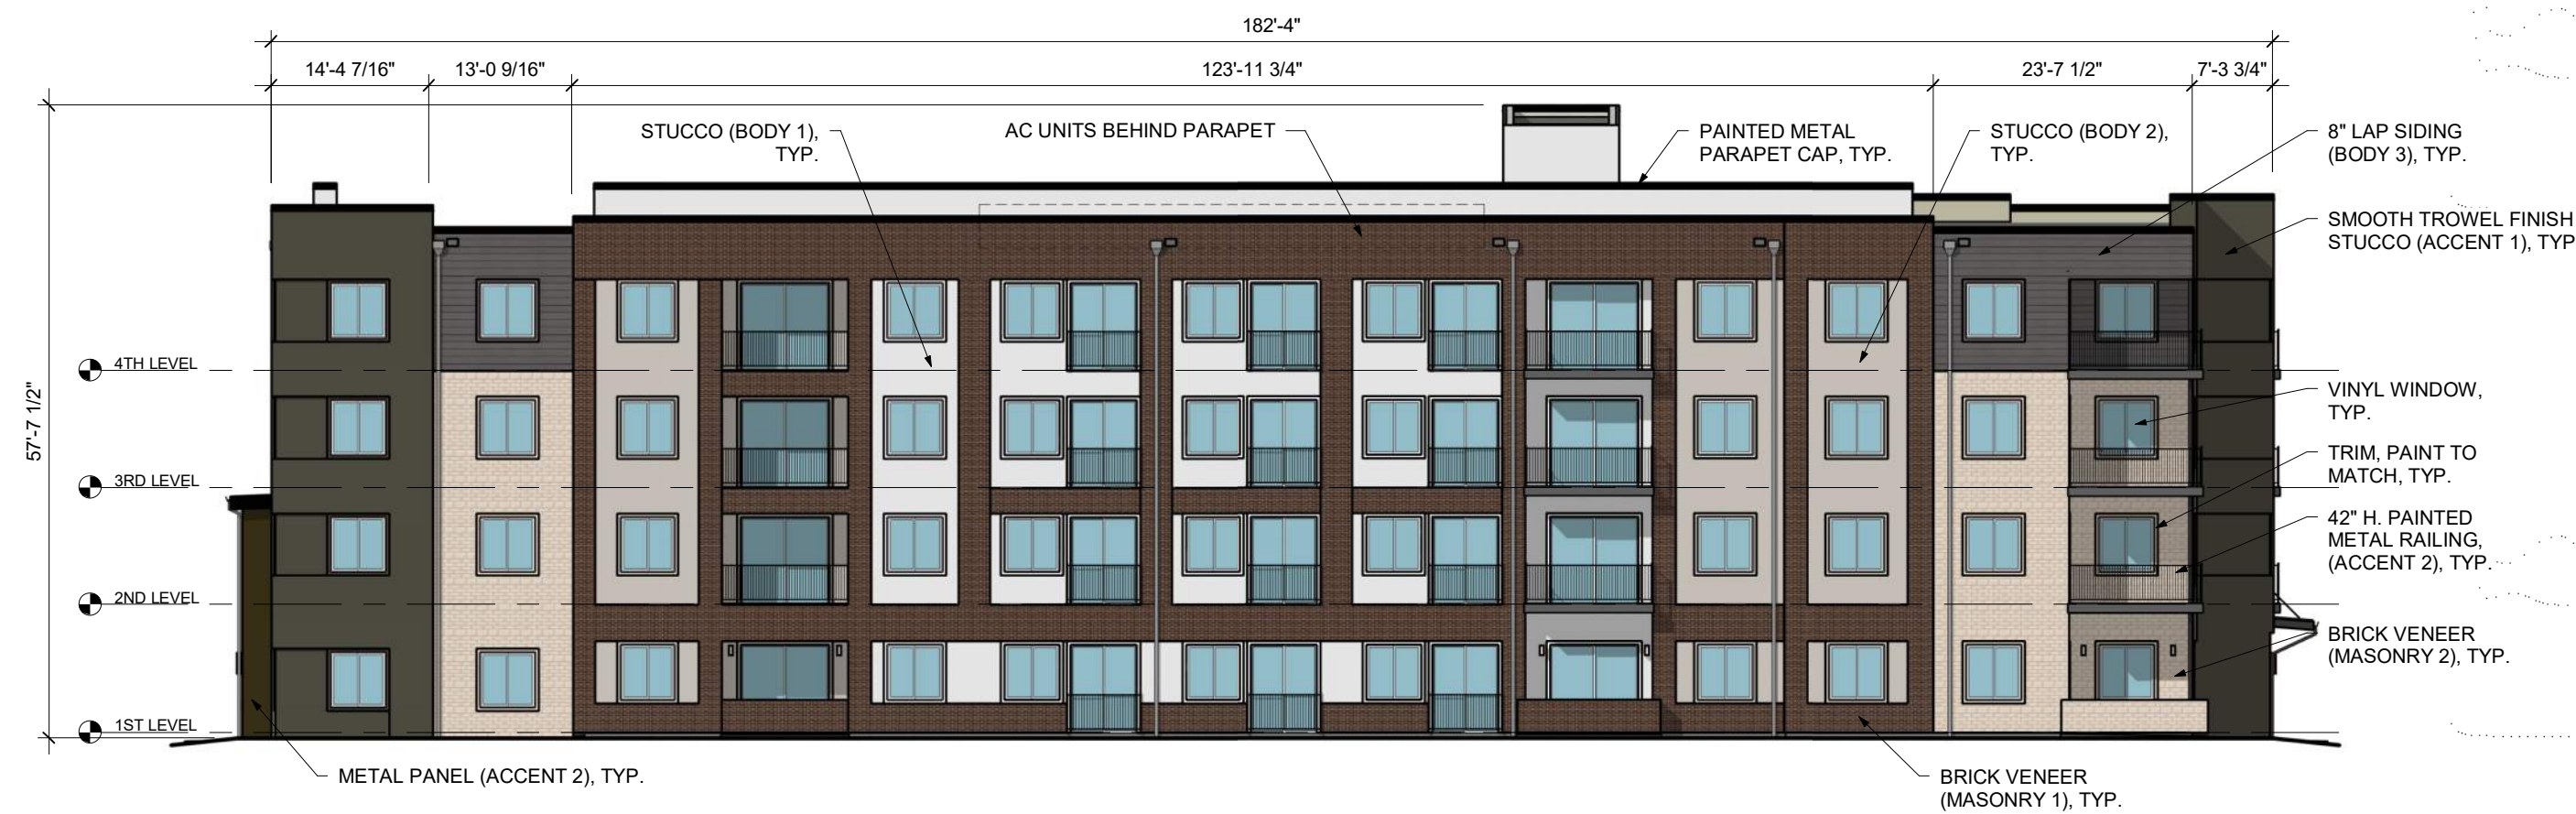 182'-4"
14'-4 7/16"
13'-0 9/16"
123'-11 3/4"
23'-7 1/2"
7'-3 3/4"
STUCCO (BODY 1),
TYP.
AC UNITS BEHIND PARAPET
PAINTED METAL
PARAPET CAP, TYP.
STUCCO (BODY 2),
TYP.
8" LAP SIDING
(BODY 3), TYP.
SMOOTH TROWEL FINISH
STUCCO (ACCENT 1), TYP
57'-7 1/2"
4TH LEVEL
VINYL WINDOW,
TYP.
3RD LEVEL
TRIM, PAINT TO
MATCH, TYP.
42" H. PAINTED
METAL RAILING,
(ACCENT 2), TYP.
2ND LEVEL
BRICK VENEER
(MASONRY 2), TYP.
1ST LEVEL
METAL PANEL (ACCENT 2), TYP.
BRICK VENEER
(MASONRY 1), TYP.